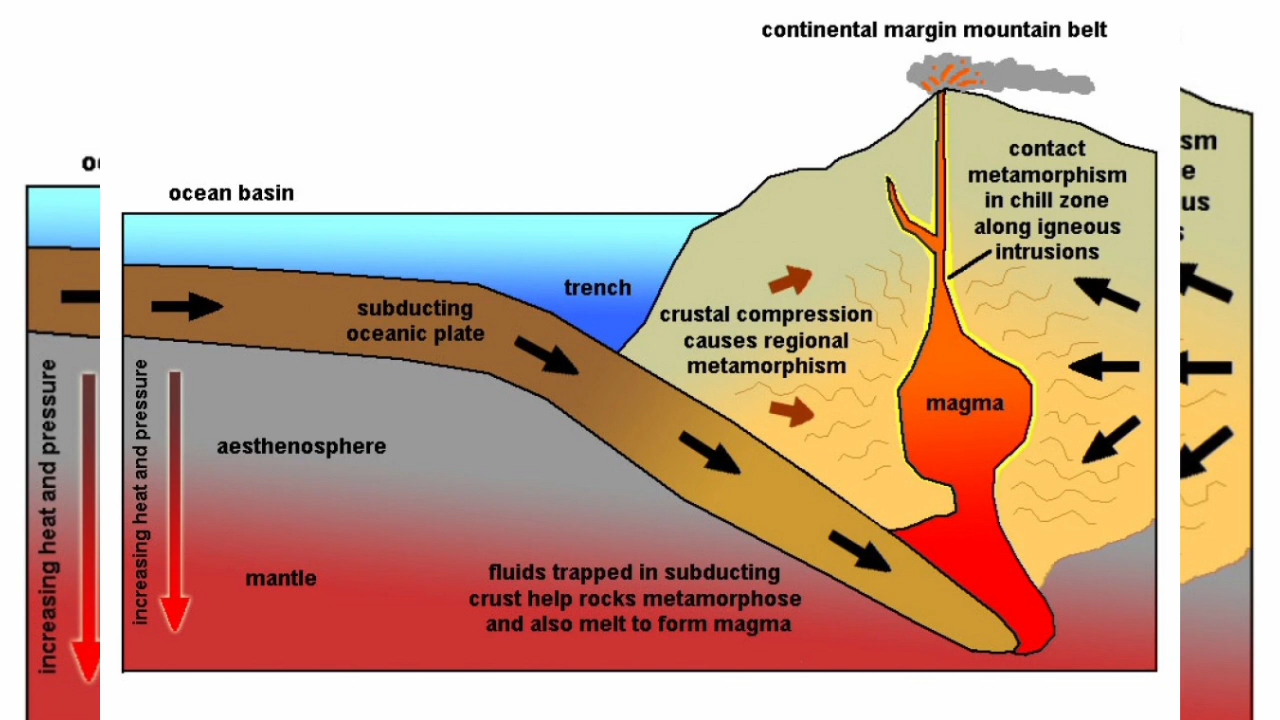 continental margin mountain belt
ocean basin
trench
subducting
oceanic plate
contact
metamorphism
in chill zone
along igneous
intrusions
crustal compression
causes regional
metamorphism
magma
aesthenosphere
mantle
fluids trapped in subducting
crust help rocks metamorphose
and also melt to form magma
increasing heat and pressure
increasing heat and pressure